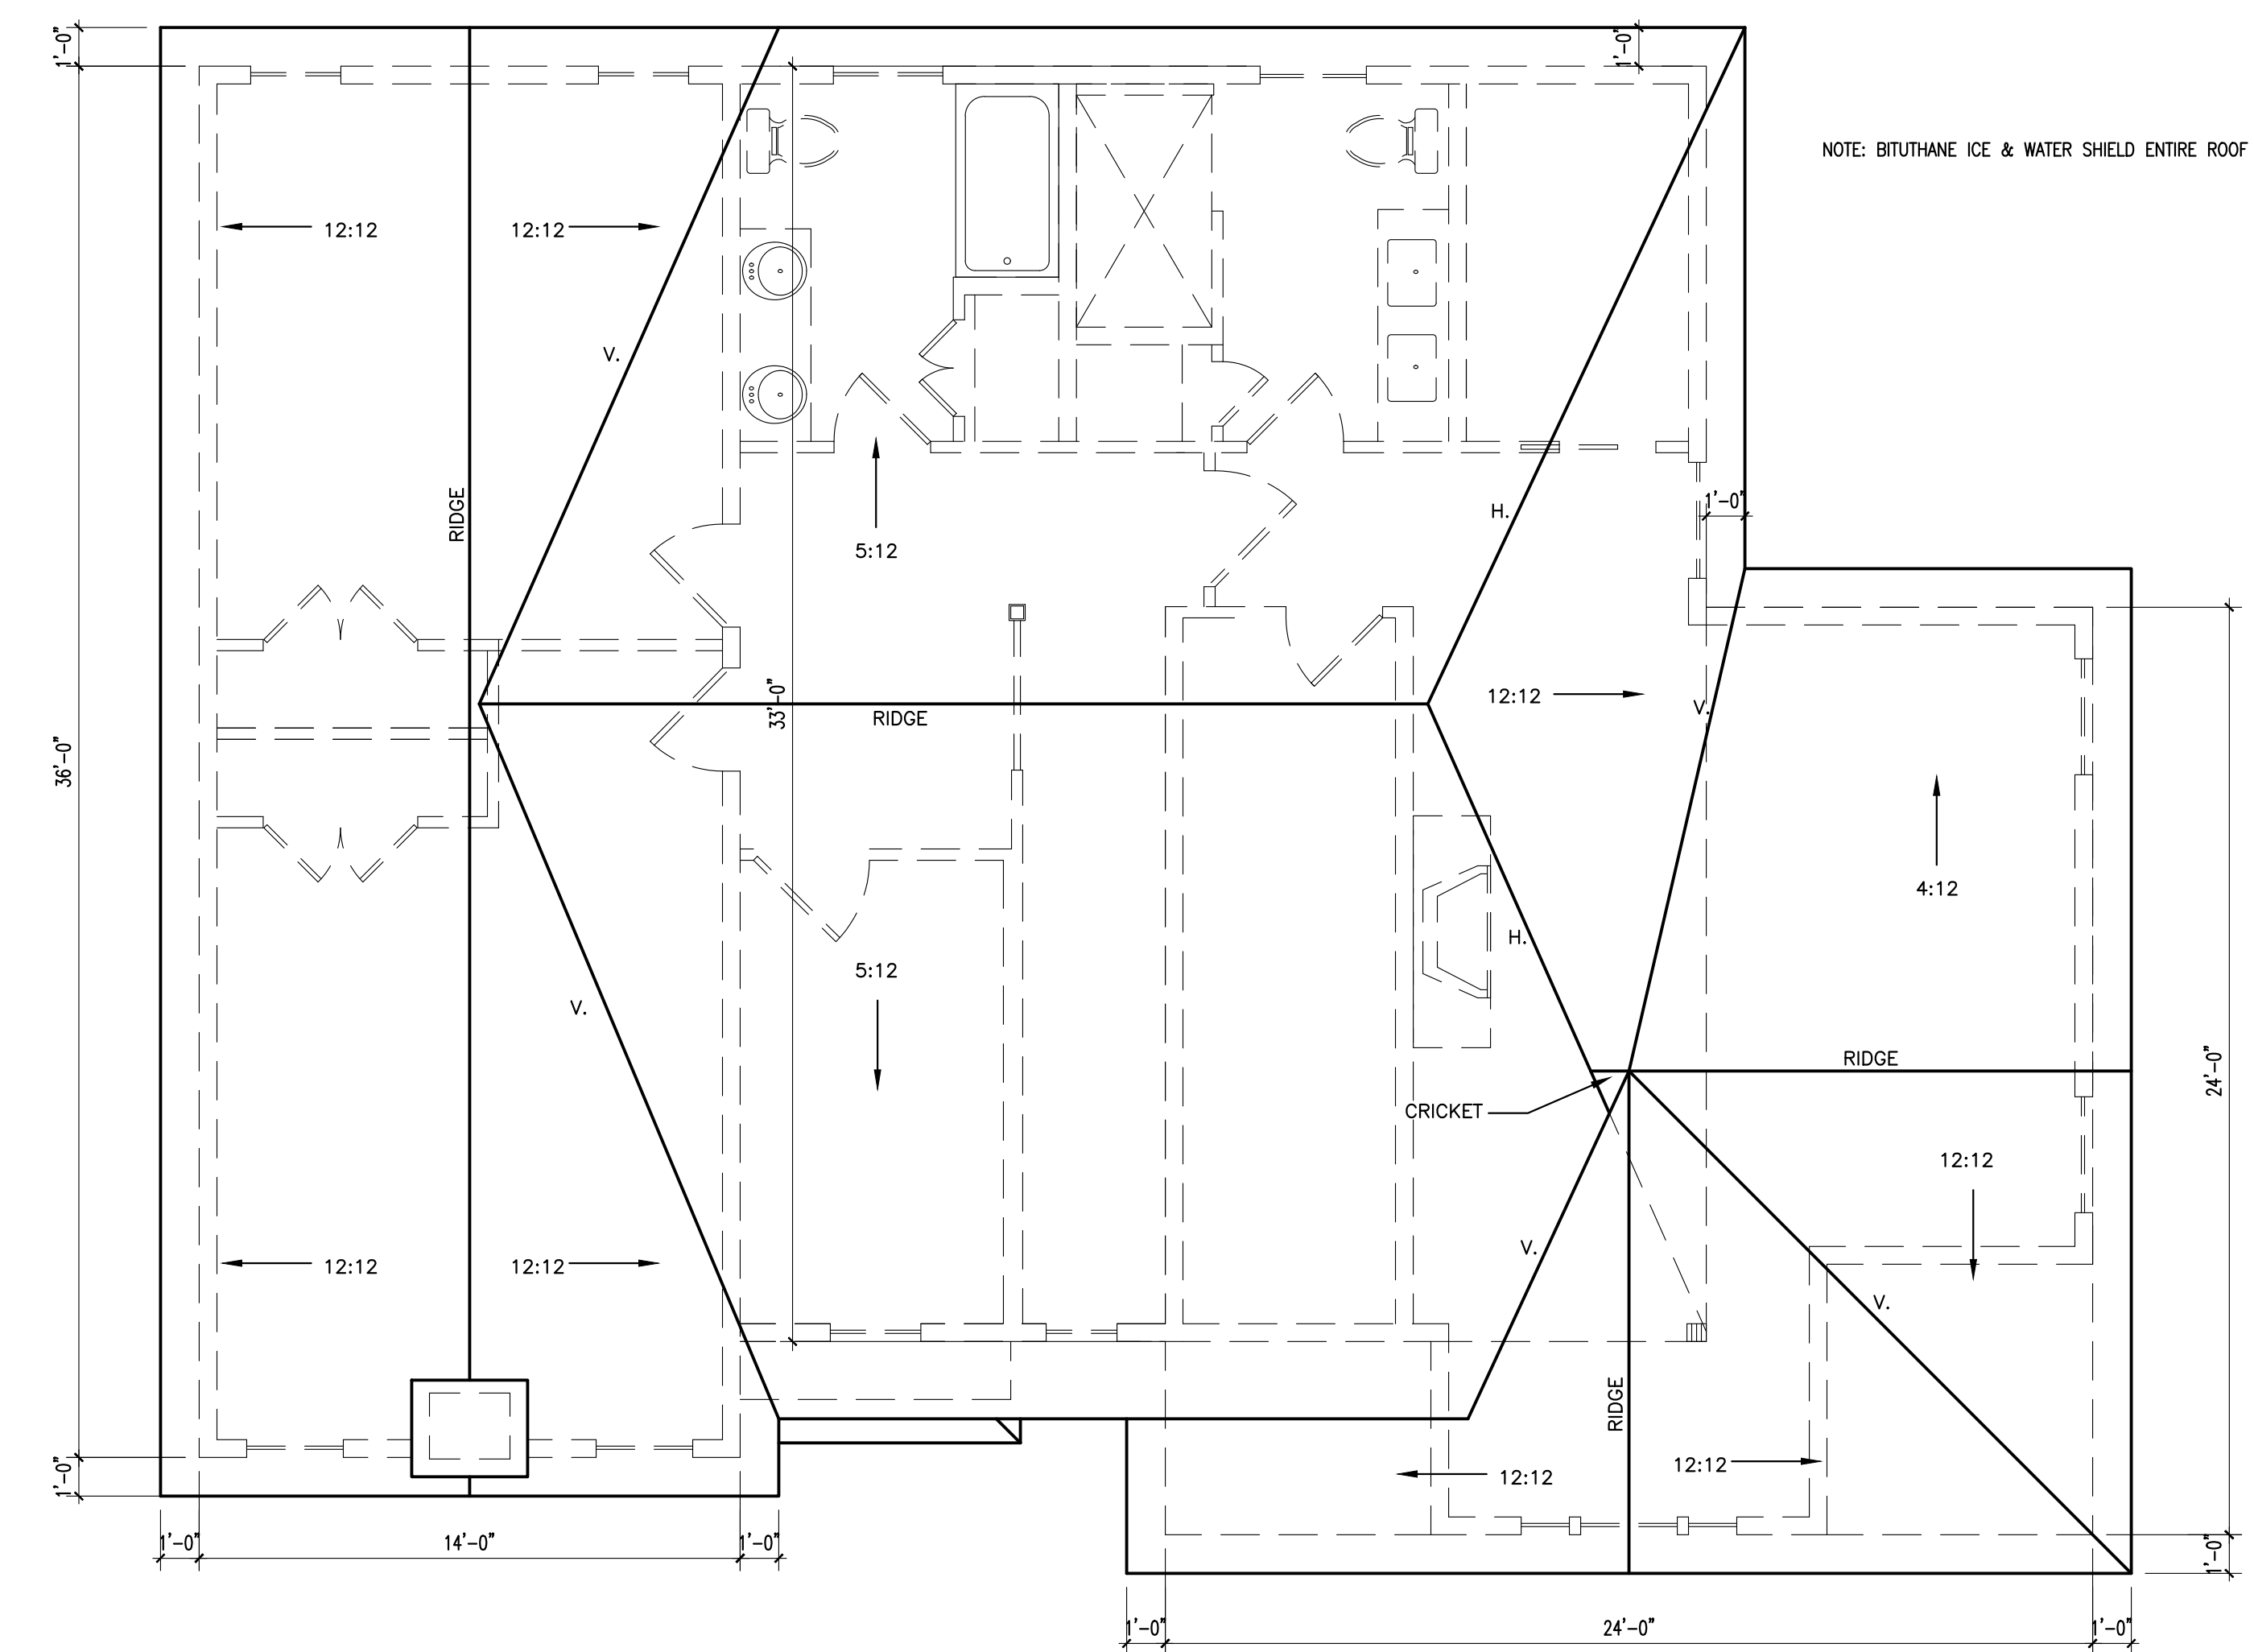 1'-0"
1'-0"
NOTE: BITUTHANE ICE & WATER SHIELD ENTIRE ROOF
12:12
12:12
V.
RIDGE
1'-0"
H.
5:12
12:12
V.
33'-0"
RIDGE
36'-0"
4:12
H.
5:12
V.
RIDGE
24'-0"
CRICKET
12:12
V.
12:12
12:12
V.
RIDGE
12:12
12:12
1'-0"
1'-0"
14'-0"
1'-0"
1'-0"
1'-0"
24'-0"
1'-0"